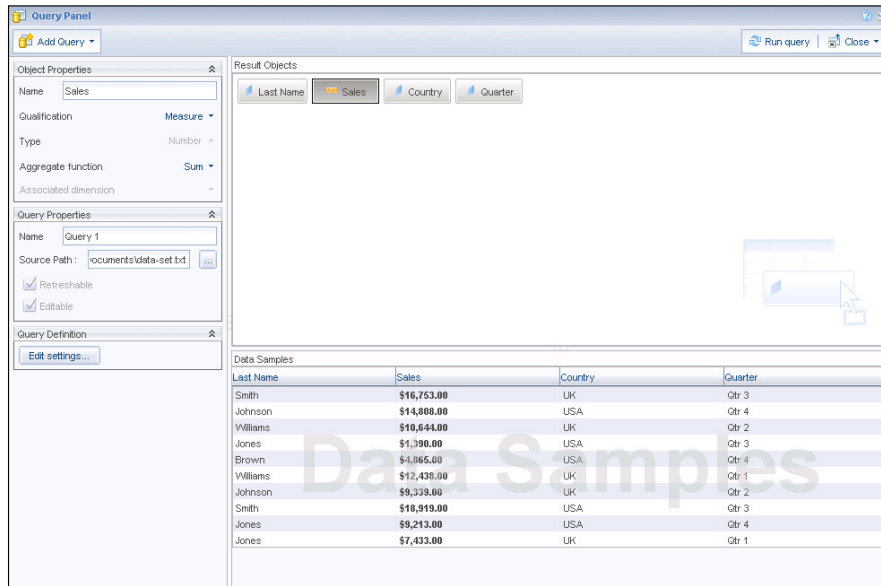 Query Panel
Add Query
Run query
Close
Object Properties
Name Sales
Qualification Measure
Type Number
Aggregate function Sum
Associated dimension
Query Properties
Name Query 1
Source Path : ocuments\data-set.txt ...
Refreshable
Editable
Query Definition
Edit settings...
Result Objects
Last Name Sales Country Quarter
Data Samples
Last Name Sales Country Quarter
Smith $16,753.00 UK Qtr 3
Johnson $14,808.00 USA Qtr 4
Williams $10,644.00 UK Qtr 2
Jones $1,390.00 USA Qtr 3
Brown $4,865.00 USA Qtr 4
Williams $12,438.00 UK Qtr 1
Johnson $9,339.00 UK Qtr 2
Smith $18,919.00 USA Qtr 3
Jones $9,213.00 USA Qtr 4
Jones $7,433.00 UK Qtr 1
Data Samples